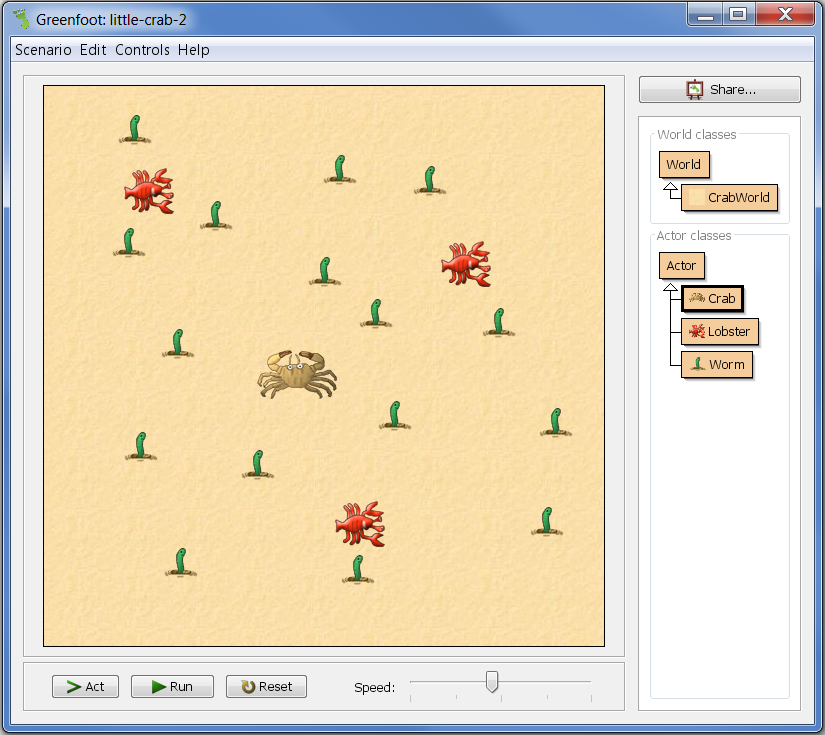 Greenfoot: little-crab-2
Scenario Edit Controls Help
Share...
World classes
World
CrabWorld
Actor classes
Actor
Crab
Lobster
Worm
Act
Run
Reset
Speed: